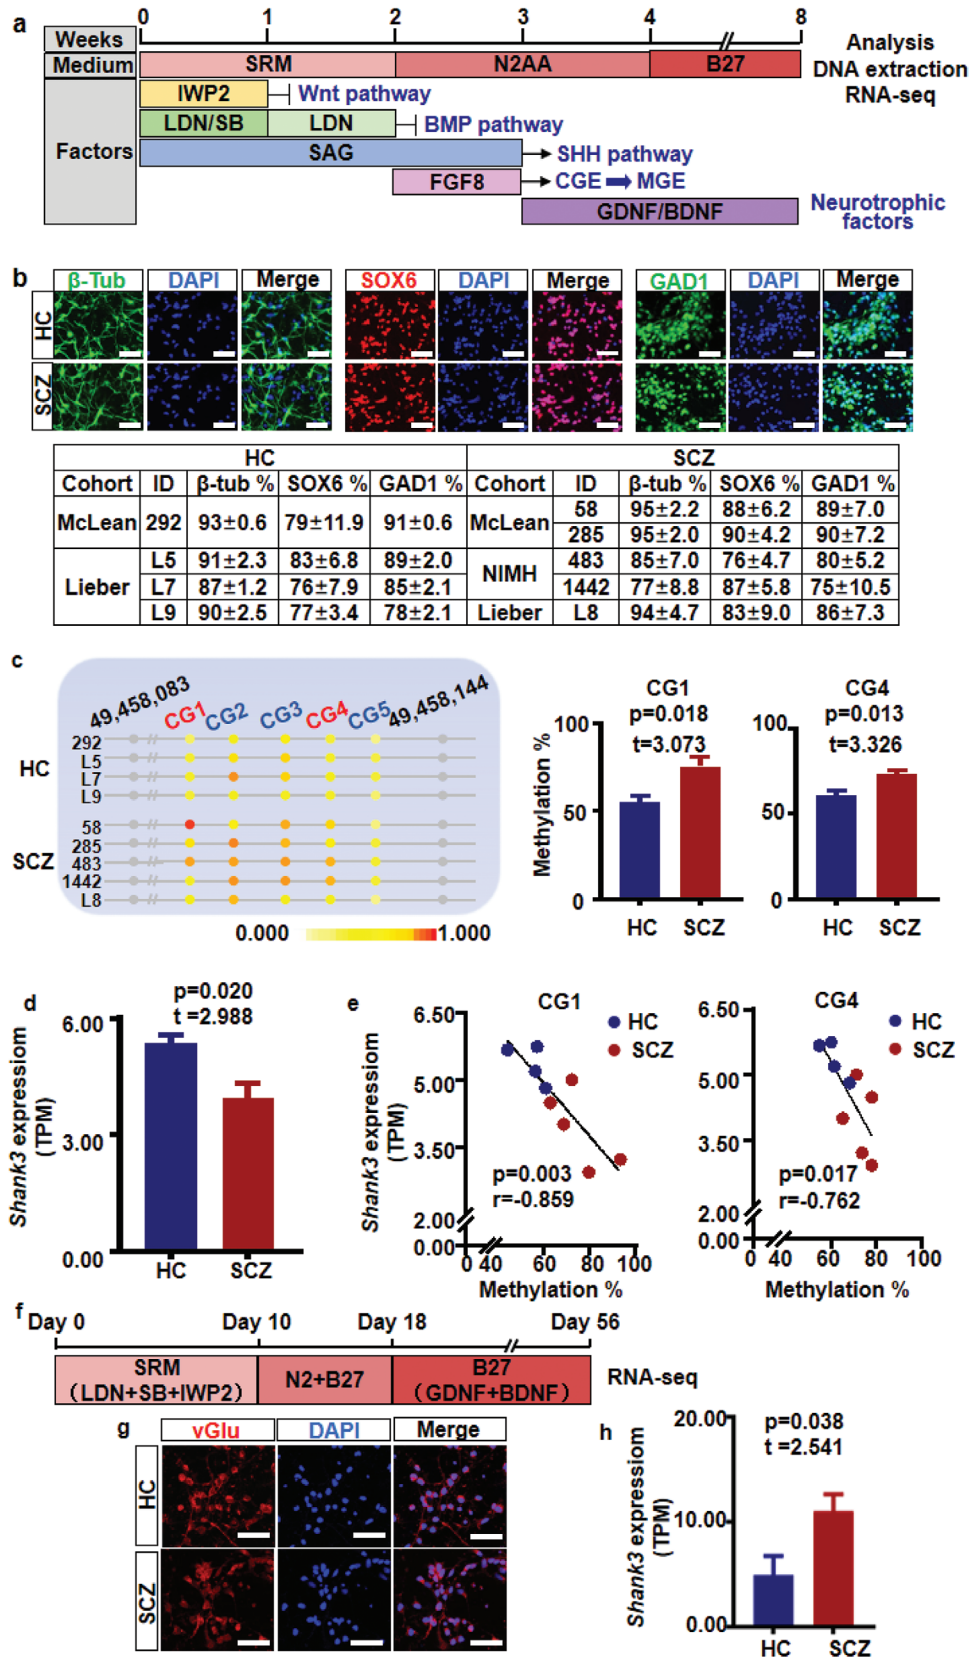 a
0 1 2 3 4 8
Weeks
Medium SRM N2AA B27
Analysis
DNA extraction
RNA-seq
IWP2 Wnt pathway
LDN/SB LDN BMP pathway
Factors
SAG SHH pathway
FGF8 CGE MGE
GDNF/BDNF
Neurotrophic
factors
b
β-Tub DAPI Merge SOX6 DAPI Merge GAD1 DAPI Merge
HC
SCZ
HC SCZ
Cohort ID β-tub % SOX6 % GAD1 % Cohort ID β-tub % SOX6 % GAD1 %
McLean 292 93±0.6 79±11.9 91±0.6 McLean 58 95±2.2 88±6.2 89±7.0
285 95±2.0 90±4.2 90±7.2
Lieber L5 91±2.3 83±6.8 89±2.0 NIMH 483 85±7.0 76±4.7 80±5.2
L7 87±1.2 76±7.9 85±2.1 1442 77±8.8 87±5.8 75±10.5
L9 90±2.5 77±3.4 78±2.1 Lieber L8 94±4.7 83±9.0 86±7.3
c
49,458,083 CG1 CG2 CG3 CG4 CG5 49,458,144
HC
292
L5
L7
L9
SCZ
58
285
483
1442
L8
0.000 1.000
CG1
p=0.018
t=3.073
Methylation %
100
50
0
HC SCZ
CG4
p=0.013
t=3.326
100
50
0
HC SCZ
d
p=0.020
t =2.988
Shank3 expressiom
(TPM)
6.00
3.00
0.00
HC SCZ
e
CG1
HC
SCZ
Shank3 expressiom
(TPM)
6.50
5.00
3.50
2.00
0.00
p=0.003
r=-0.859
0 40 60 80 100
Methylation %
CG4
HC
SCZ
6.50
5.00
3.50
2.00
0.00
p=0.017
r=-0.762
0 40 60 80 100
Methylation %
f
Day 0 Day 10 Day 18 Day 56
SRM
(LDN+SB+IWP2)
N2+B27
B27
(GDNF+BDNF)
RNA-seq
g
vGlu DAPI Merge
HC
SCZ
h
p=0.038
t =2.541
Shank3 expressiom
(TPM)
20.00
10.00
0.00
HC SCZ